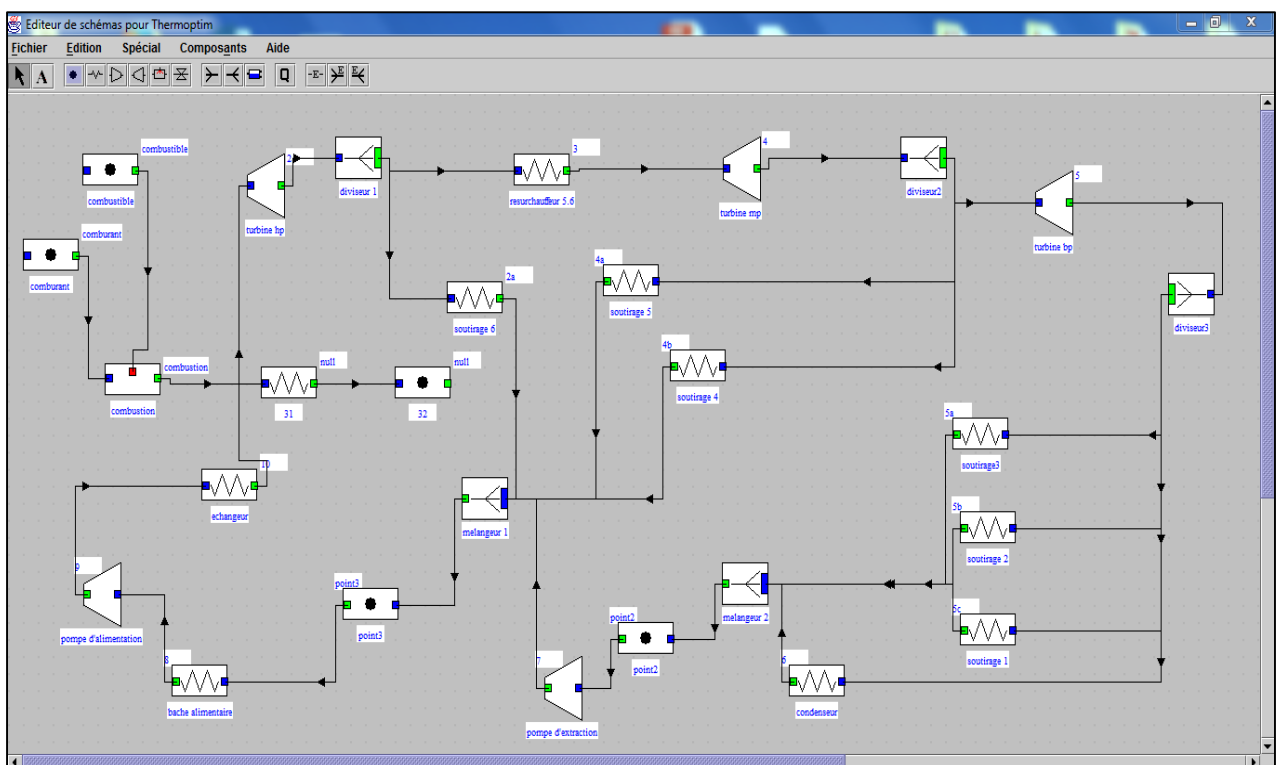 Editeur de schémas pour Thermoptim
Fichier Edition Spécial Composants Aide
A Q -E- E E
combustible
combustible
comburant
comburant
2
turbine hp
diviseur 1
3
resurchauffeur 5.6
4
turbine mp
diviseur2
5
turbine bp
diviseur3
2a
soutirage 6
4a
soutirage 5
4b
soutirage 4
combustion
combustion
null
31
null
32
5a
soutirage3
10
echangeur
melangeur 1
5b
soutirage 2
9
pompe d'alimentation
point3
point3
melangeur 2
5c
soutirage 1
point2
point2
8
bache alimentaire
7
pompe d'extraction
6
condenseur